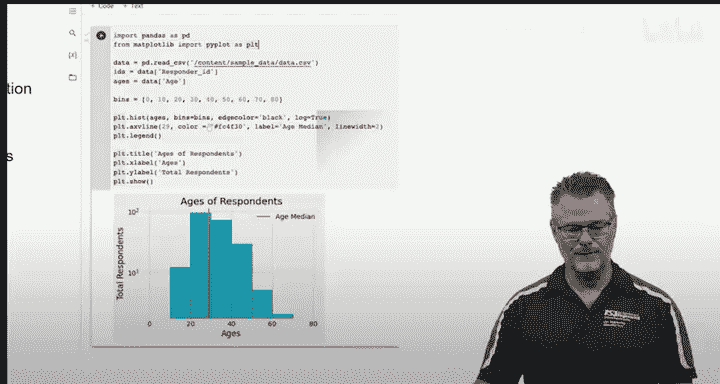 + Code + Text
tion
s
{x}
import pandas as pd
from matplotlib import pyplot as plt
data = pd.read_csv('/content/sample_data/data.csv')
ids = data['Responder_id']
ages = data['Age']
bins = [0, 10, 20, 30, 40, 50, 60, 70, 80]
plt.hist(ages, bins=bins, edgecolor='black', log=True)
plt.axvline(29, color ='#fc4f30', label='Age Median', linewidth=2)
plt.legend()
plt.title('Ages of Respondents')
plt.xlabel('Ages')
plt.ylabel('Total Respondents')
plt.show()
Ages of Respondents
Age Median
10²
10¹
Total Respondents
0 20 40 60 80
Ages